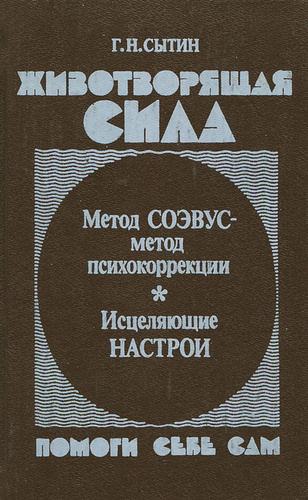 Г. Н. СЫТИН
ЖИВОТВОРЯЩАЯ
СИЛА
Метод СОЭВУС-
метод
психокоррекции
*
Исцеляющие
НАСТРОИ
ПОМОГИ СЕБЕ САМ